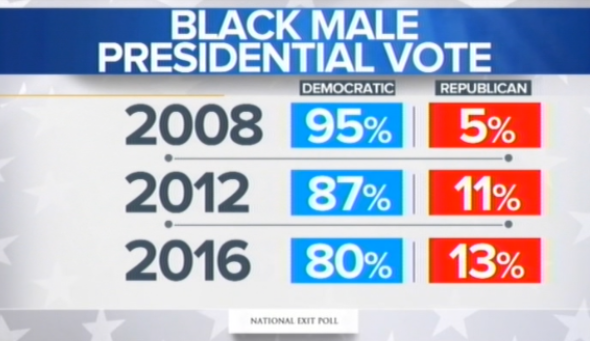 BLACK MALE
PRESIDENTIAL VOTE
DEMOCRATIC REPUBLICAN
2008 95% 5%
2012 87% 11%
2016 80% 13%
NATIONAL EXIT POLL